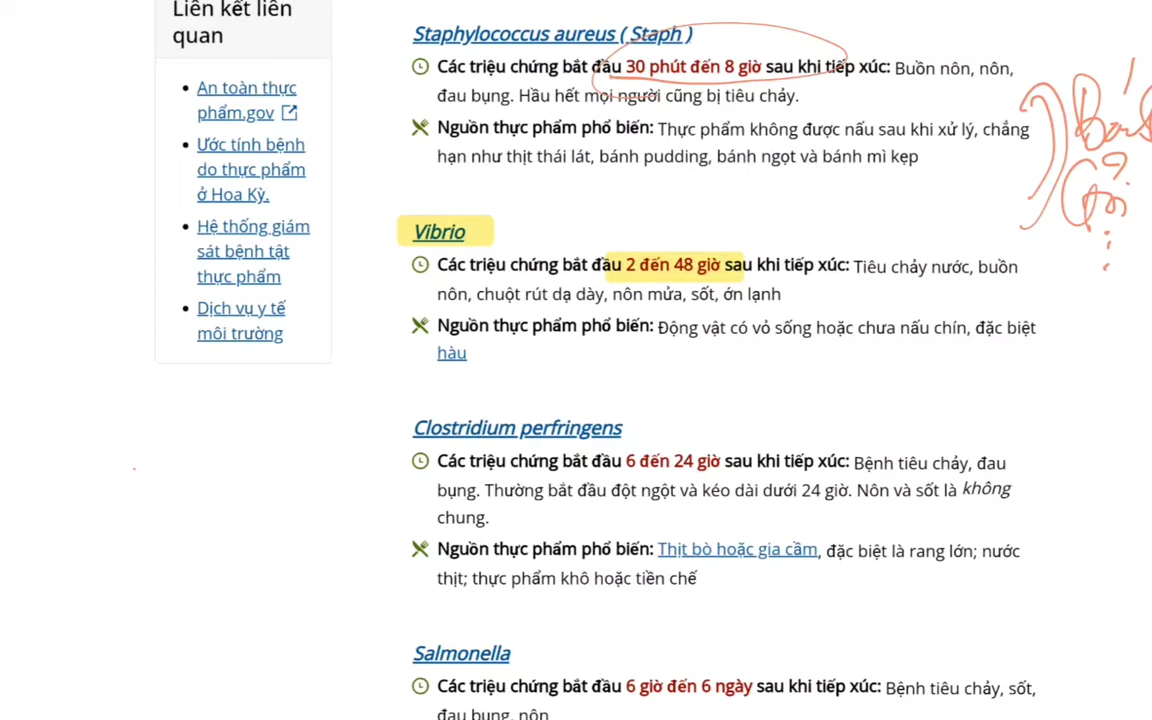 Liên kết liên
quan
An toàn thực
phẩm.gov
Ước tính bệnh
do thực phẩm
ở Hoa Kỳ.
Hệ thống giám
sát bệnh tật
thực phẩm
Dịch vụ y tế
môi trường
Staphylococcus aureus ( Staph )
Các triệu chứng bắt đầu 30 phút đến 8 giờ sau khi tiếp xúc: Buồn nôn, nôn,
đau bụng. Hầu hết mọi người cũng bị tiêu chảy.
Nguồn thực phẩm phổ biến: Thực phẩm không được nấu sau khi xử lý, chẳng
hạn như thịt thái lát, bánh pudding, bánh ngọt và bánh mì kẹp
Vibrio
Các triệu chứng bắt đầu 2 đến 48 giờ sau khi tiếp xúc: Tiêu chảy nước, buồn
nôn, chuột rút dạ dày, nôn mửa, sốt, ớn lạnh
Nguồn thực phẩm phổ biến: Động vật có vỏ sống hoặc chưa nấu chín, đặc biệt
hàu
Clostridium perfringens
Các triệu chứng bắt đầu 6 đến 24 giờ sau khi tiếp xúc: Bệnh tiêu chảy, đau
bụng. Thường bắt đầu đột ngột và kéo dài dưới 24 giờ. Nôn và sốt là không
chung.
Nguồn thực phẩm phổ biến: Thịt bò hoặc gia cầm, đặc biệt là rang lớn; nước
thịt; thực phẩm khô hoặc tiền chế
Salmonella
Các triệu chứng bắt đầu 6 giờ đến 6 ngày sau khi tiếp xúc: Bệnh tiêu chảy, sốt,
đau bụng, nôn